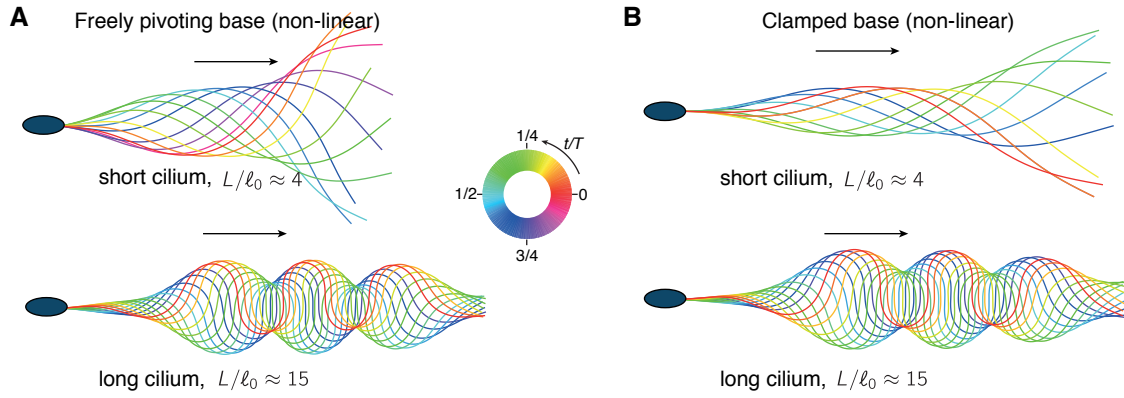 A
Freely pivoting base (non-linear)
short cilium, L/ℓ₀ ≈ 4
long cilium, L/ℓ₀ ≈ 15
1/4
t/T
1/2
0
3/4
B
Clamped base (non-linear)
short cilium, L/ℓ₀ ≈ 4
long cilium, L/ℓ₀ ≈ 15